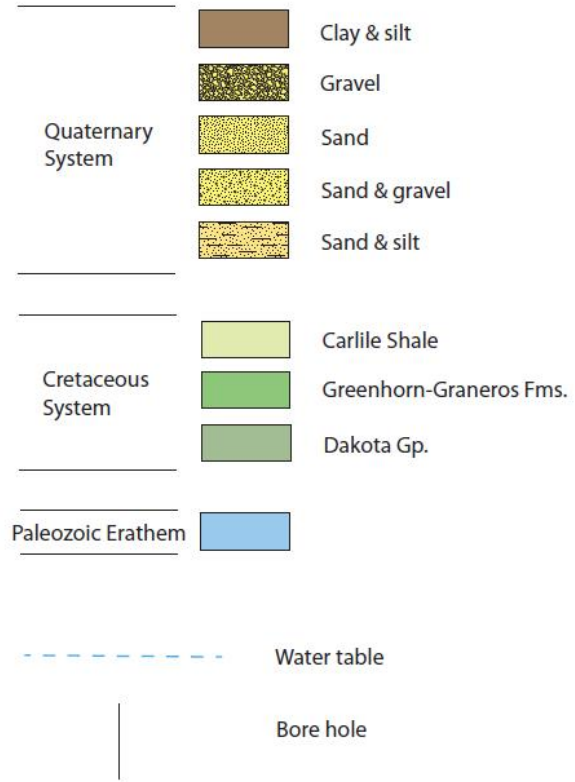 Clay & silt
Gravel
Quaternary
System
Sand
Sand & gravel
Sand & silt
Carlile Shale
Cretaceous
System
Greenhorn-Graneros Fms.
Dakota Gp.
Paleozoic Erathem
Water table
Bore hole